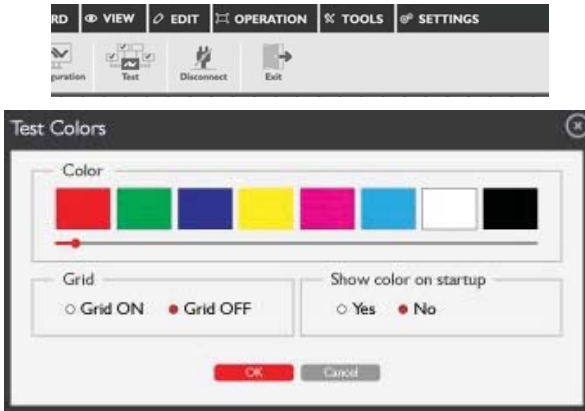 RD VIEW EDIT OPERATION TOOLS SETTINGS
guration Test Disconnect Exit
Test Colors
Color
Grid Show color on startup
Grid ON Grid OFF Yes No
OK Cancel